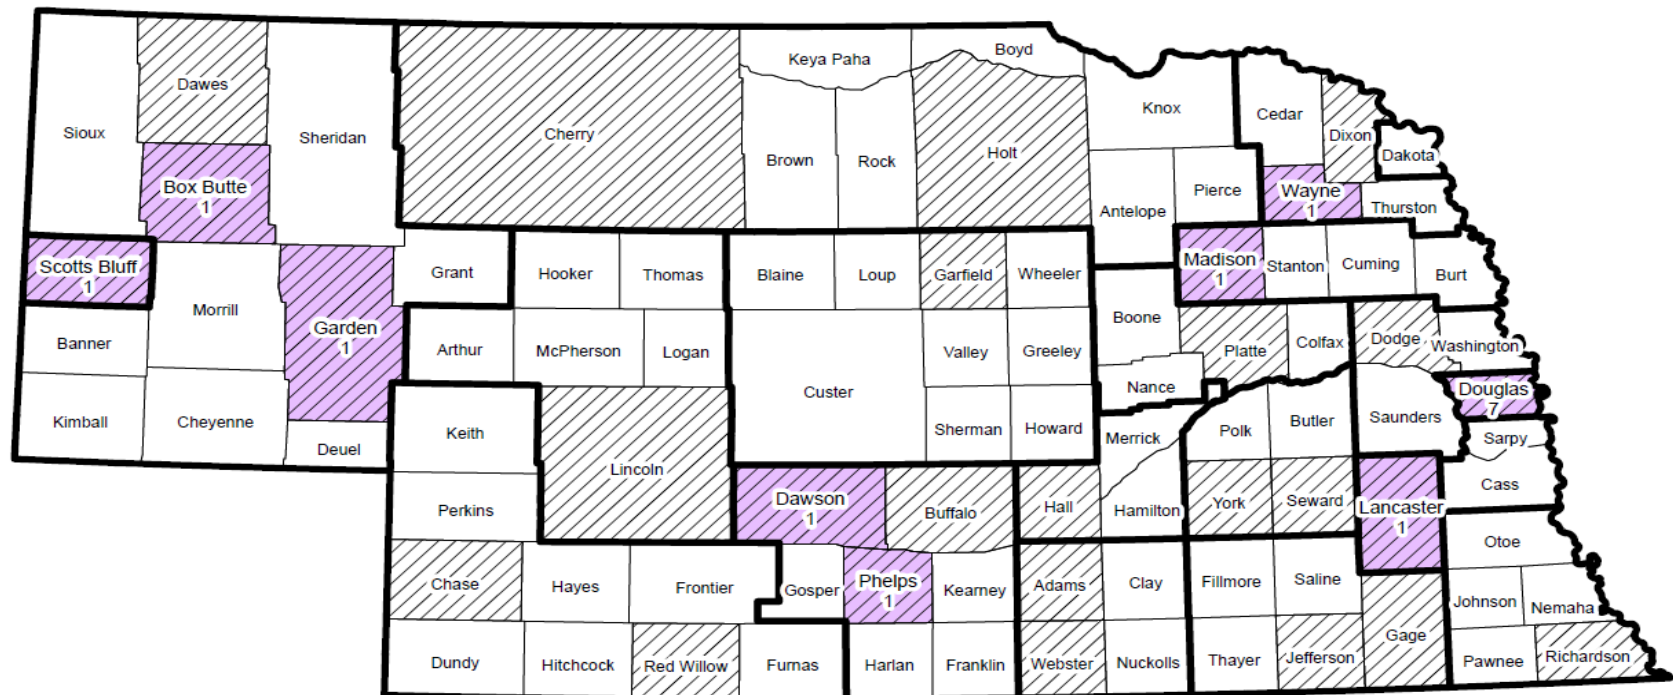 Sioux
Dawes
Sheridan
Box Butte
1
Scotts Bluff
1
Morrill
Garden
1
Grant
Banner
Kimball
Cheyenne
Deuel
Cherry
Keya Paha
Boyd
Brown
Rock
Holt
Knox
Antelope
Pierce
Cedar
Dixon
Dakota
Wayne
1
Thurston
Hooker
Thomas
Blaine
Loup
Garfield
Wheeler
Madison
1
Stanton
Cuming
Burt
Arthur
McPherson
Logan
Custer
Valley
Greeley
Boone
Platte
Colfax
Dodge
Washington
Nance
Douglas
7
Keith
Lincoln
Sherman
Howard
Merrick
Polk
Butler
Saunders
Sarpy
Perkins
Dawson
1
Buffalo
Hall
Hamilton
York
Seward
Lancaster
1
Cass
Otoe
Chase
Hayes
Frontier
Gosper
Phelps
1
Kearney
Adams
Clay
Fillmore
Saline
Gage
Johnson
Nemaha
Dundy
Hitchcock
Red Willow
Furnas
Harlan
Franklin
Webster
Nuckolls
Thayer
Jefferson
Pawnee
Richardson